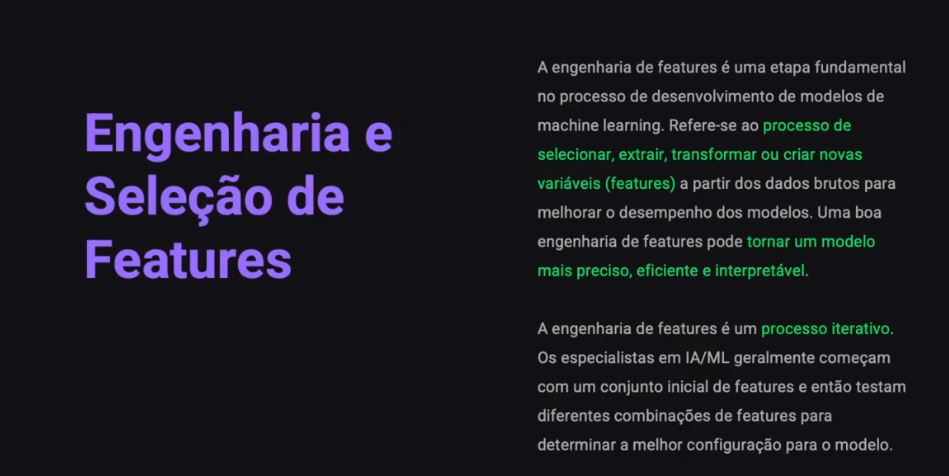 Engenharia e
Seleção de
Features
A engenharia de features é uma etapa fundamental
no processo de desenvolvimento de modelos de
machine learning. Refere-se ao processo de
selecionar, extrair, transformar ou criar novas
variáveis (features) a partir dos dados brutos para
melhorar o desempenho dos modelos. Uma boa
engenharia de features pode tornar um modelo
mais preciso, eficiente e interpretável.
A engenharia de features é um processo iterativo.
Os especialistas em IA/ML geralmente começam
com um conjunto inicial de features e então testam
diferentes combinações de features para
determinar a melhor configuração para o modelo.